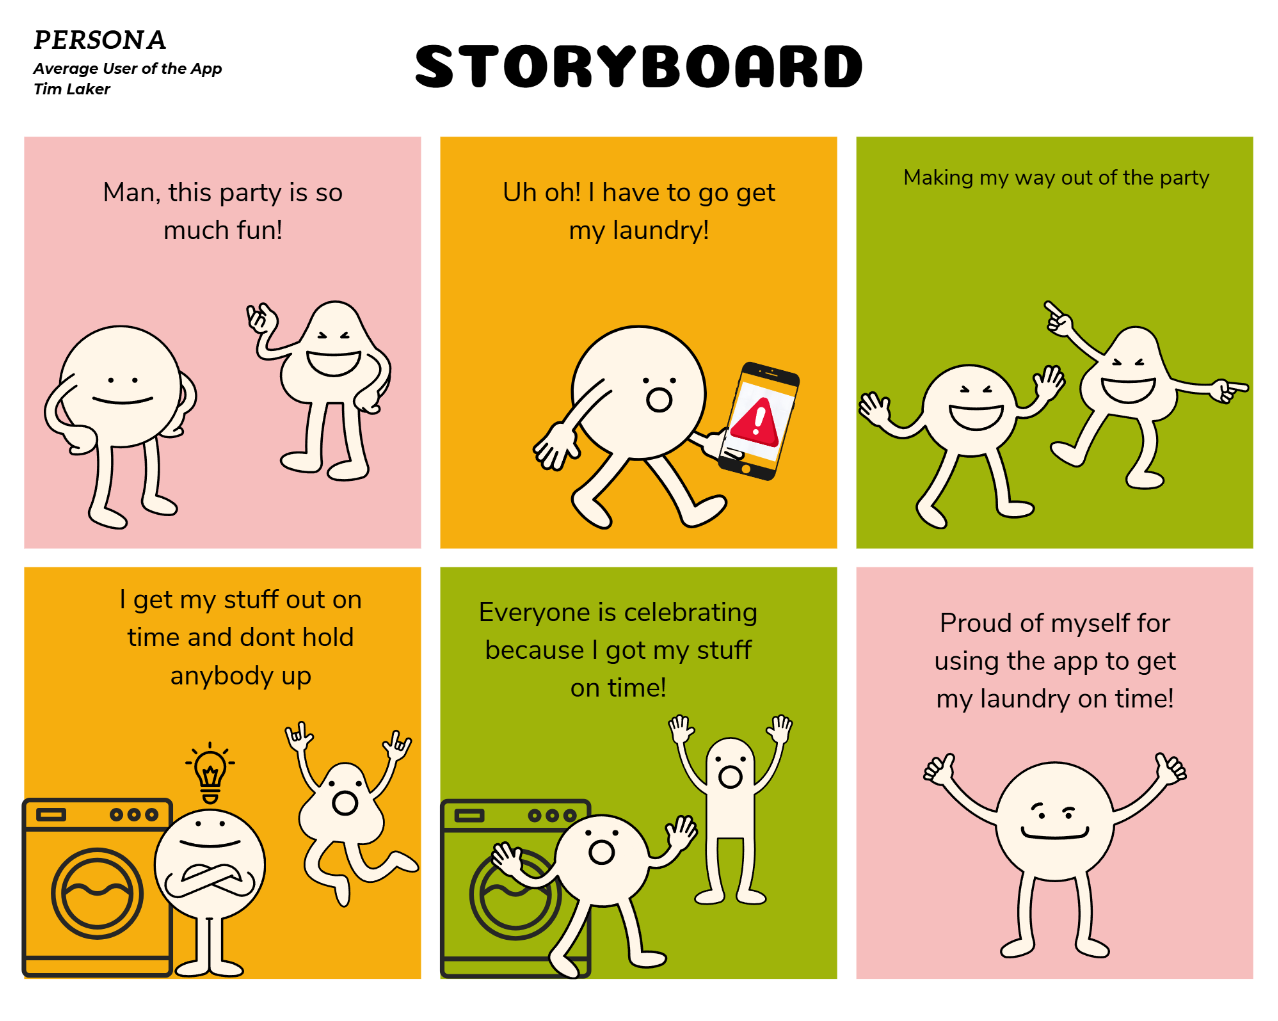 PERSONA
Average User of the App
Tim Laker
STORYBOARD
Man, this party is so
much fun!
Uh oh! I have to go get
my laundry!
Making my way out of the party
I get my stuff out on
time and dont hold
anybody up
Everyone is celebrating
because I got my stuff
on time!
Proud of myself for
using the app to get
my laundry on time!